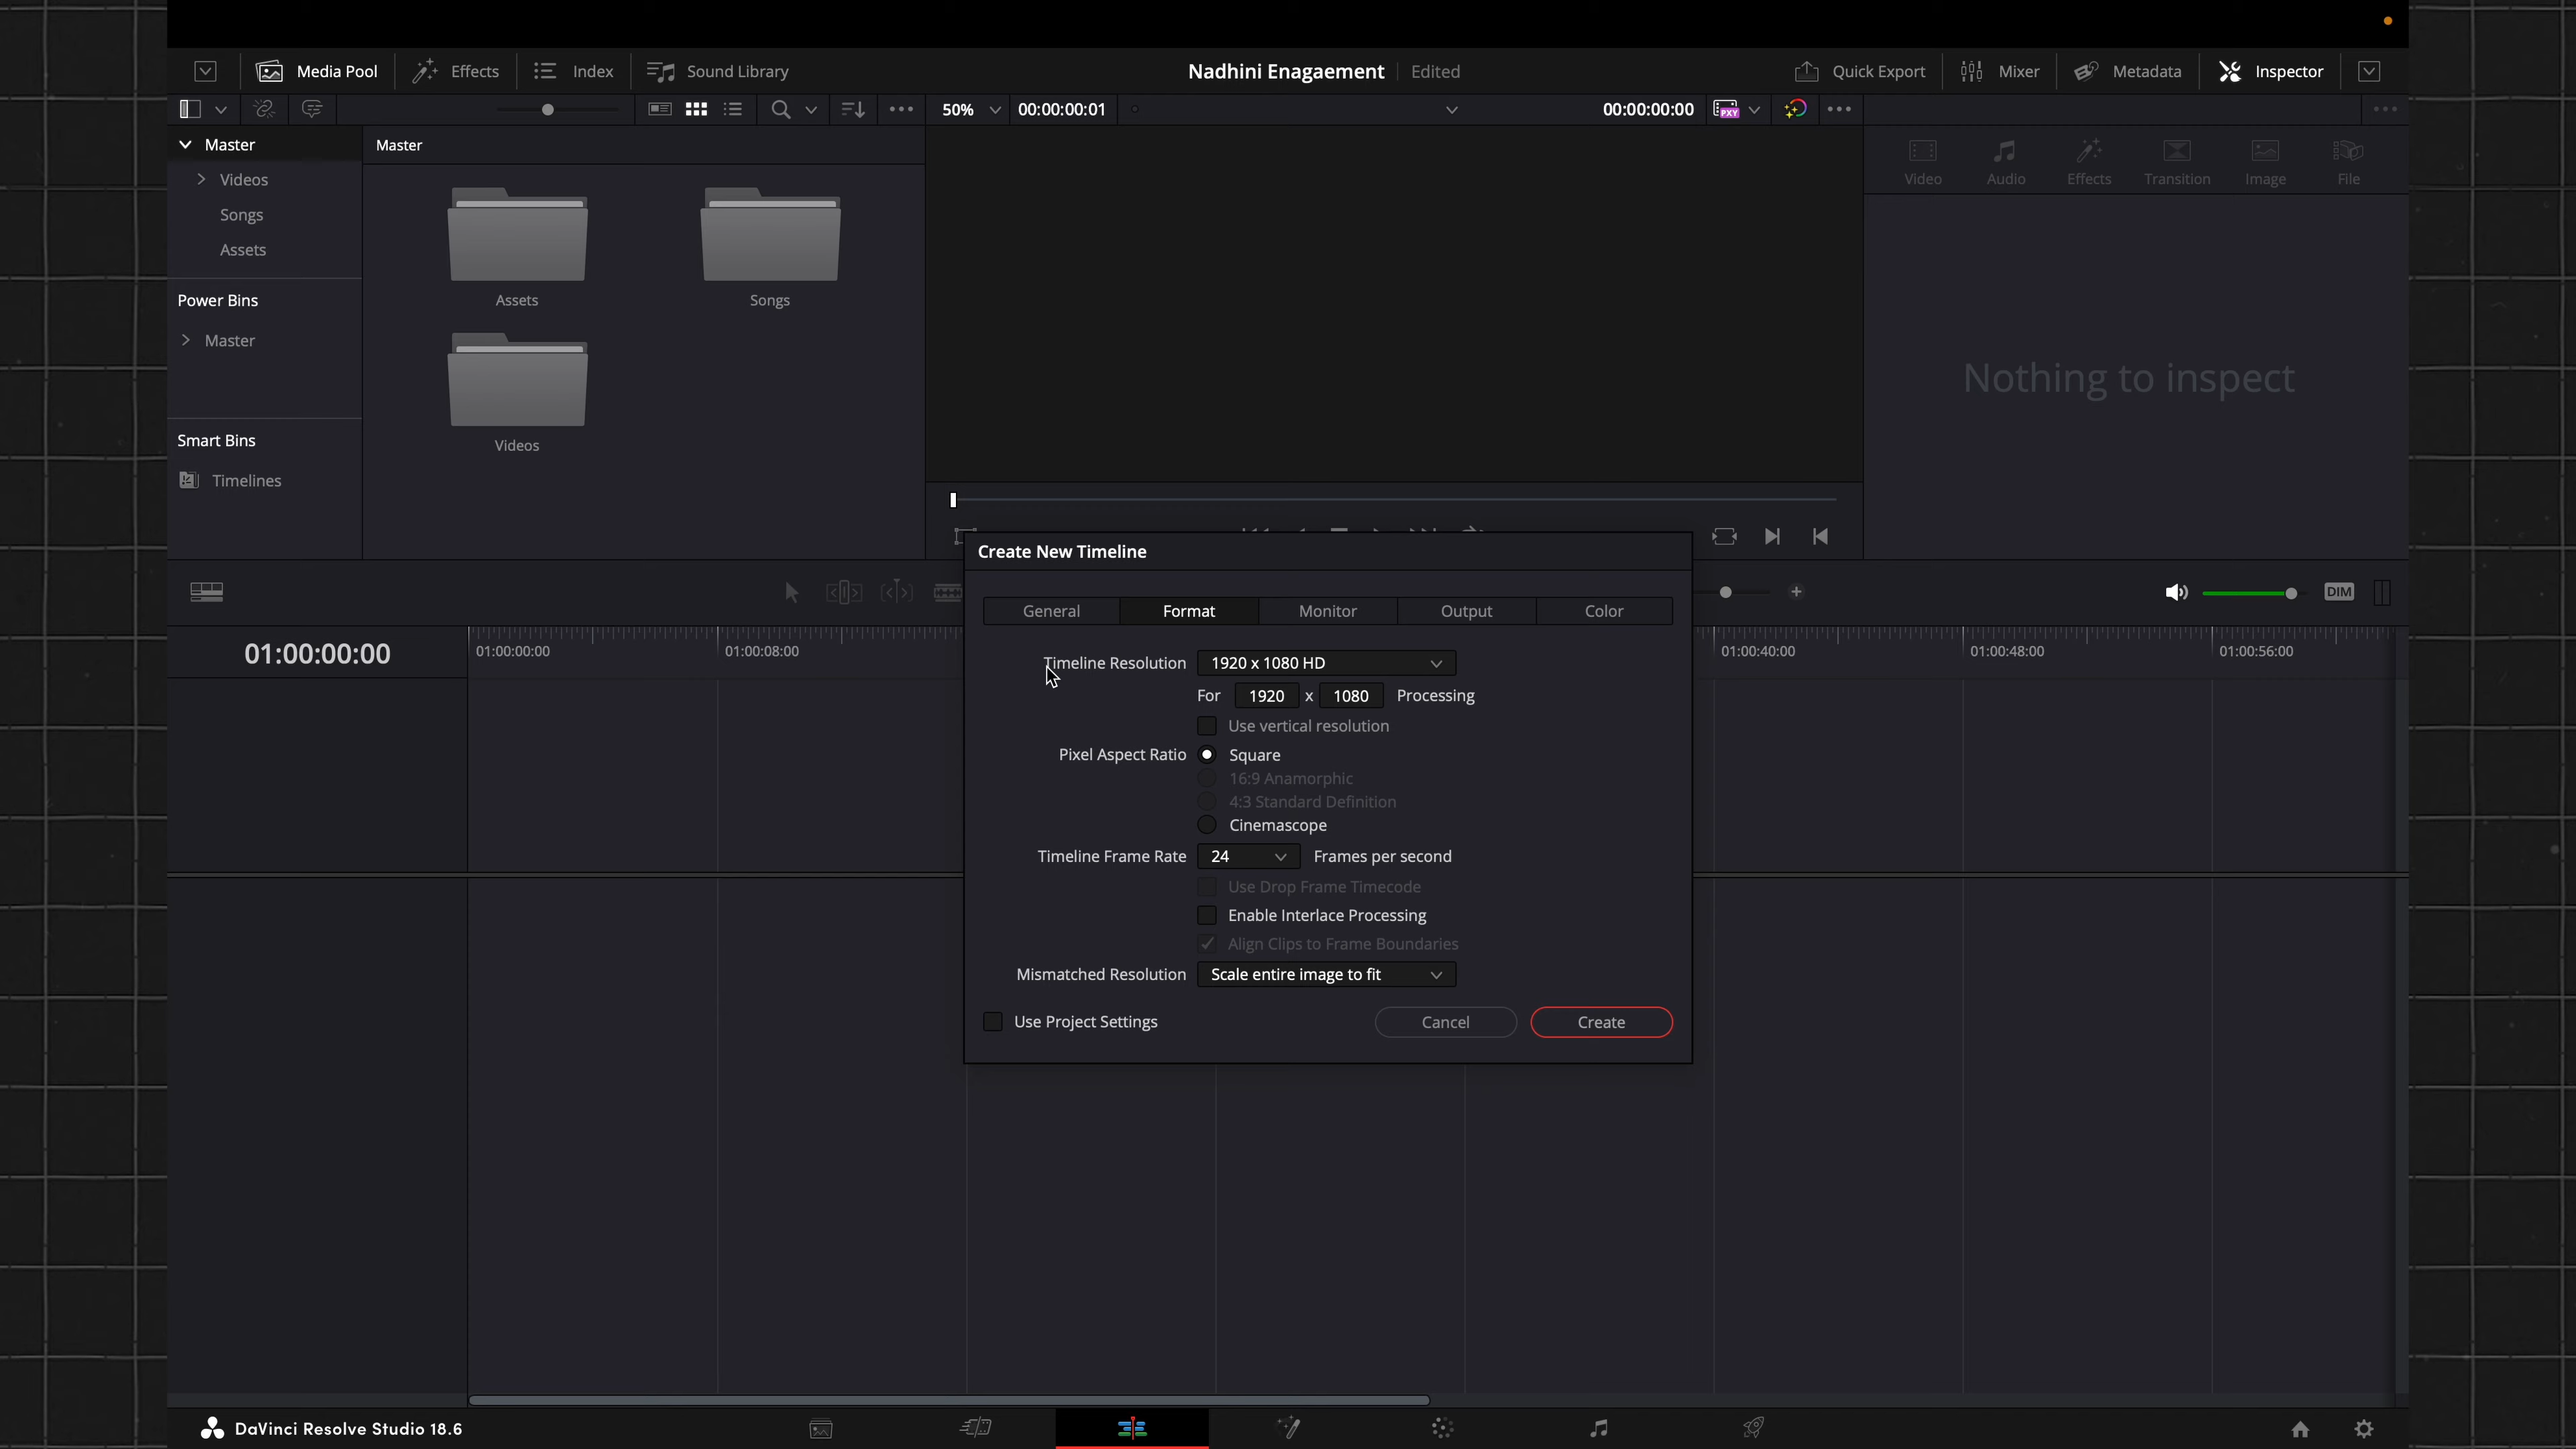 Media Pool Effects Index Sound Library Nadhini Enagaement Edited Quick Export Mixer Metadata Inspector
50% 00:00:00:01 00:00:00:00 PXY
Master Master
Videos
Songs
Assets
Assets Songs
Videos
Power Bins
Master
Smart Bins
Timelines
Video Audio Effects Transition Image File
Nothing to inspect
Create New Timeline
General Format Monitor Output Color
Timeline Resolution 1920 x 1080 HD
For 1920 x 1080 Processing
Use vertical resolution
Pixel Aspect Ratio Square
16:9 Anamorphic
4:3 Standard Definition
Cinemascope
Timeline Frame Rate 24 Frames per second
Use Drop Frame Timecode
Enable Interlace Processing
Align Clips to Frame Boundaries
Mismatched Resolution Scale entire image to fit
Use Project Settings Cancel Create
DIM
01:00:00:00 01:00:00:00 01:00:08:00 01:00:40:00 01:00:48:00 01:00:56:00
DaVinci Resolve Studio 18.6